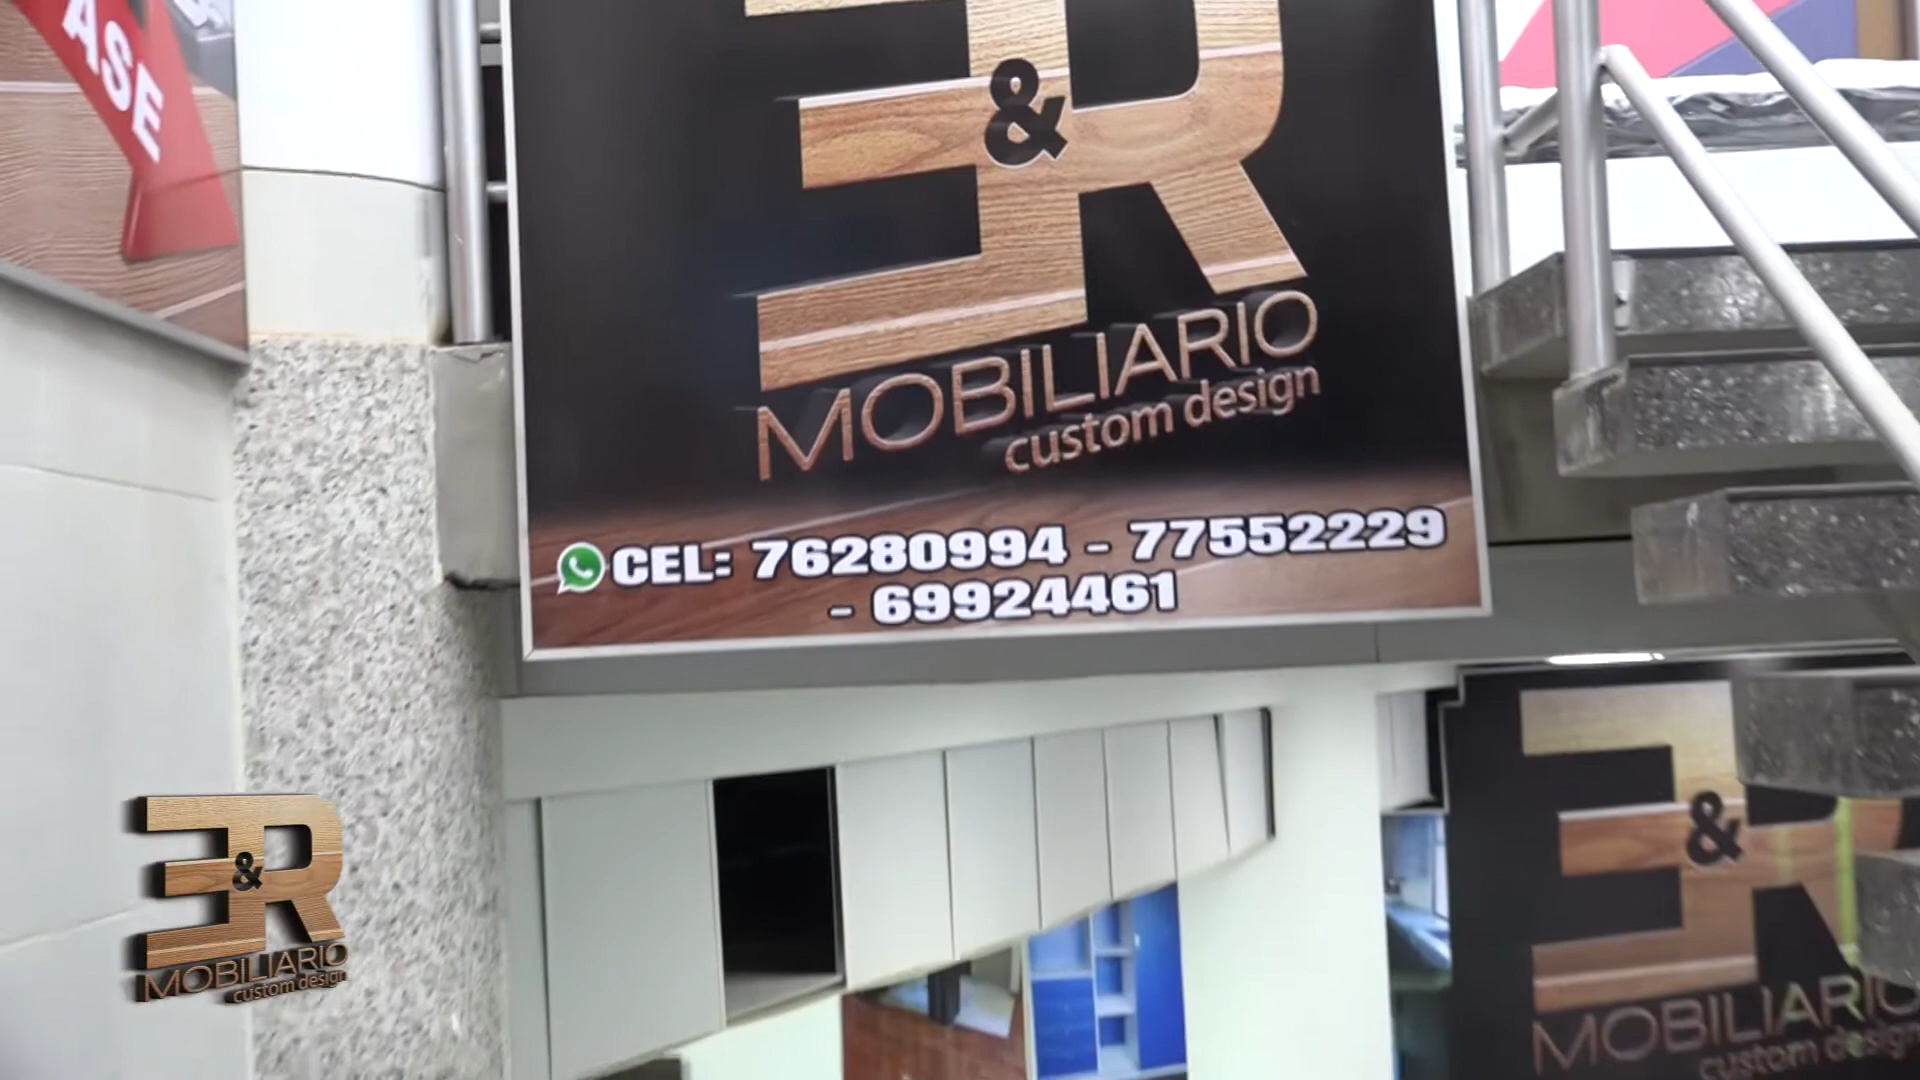 ASE
E&R
MOBILIARIO
custom design
CEL: 76280994 - 77552229
- 69924461
E&R
MOBILIARIO
custom design
E&R
MOBILIARIO
custom design